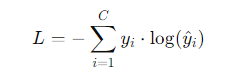 L = − ∑_{i=1}^{C} y_i · log(ŷ_i)